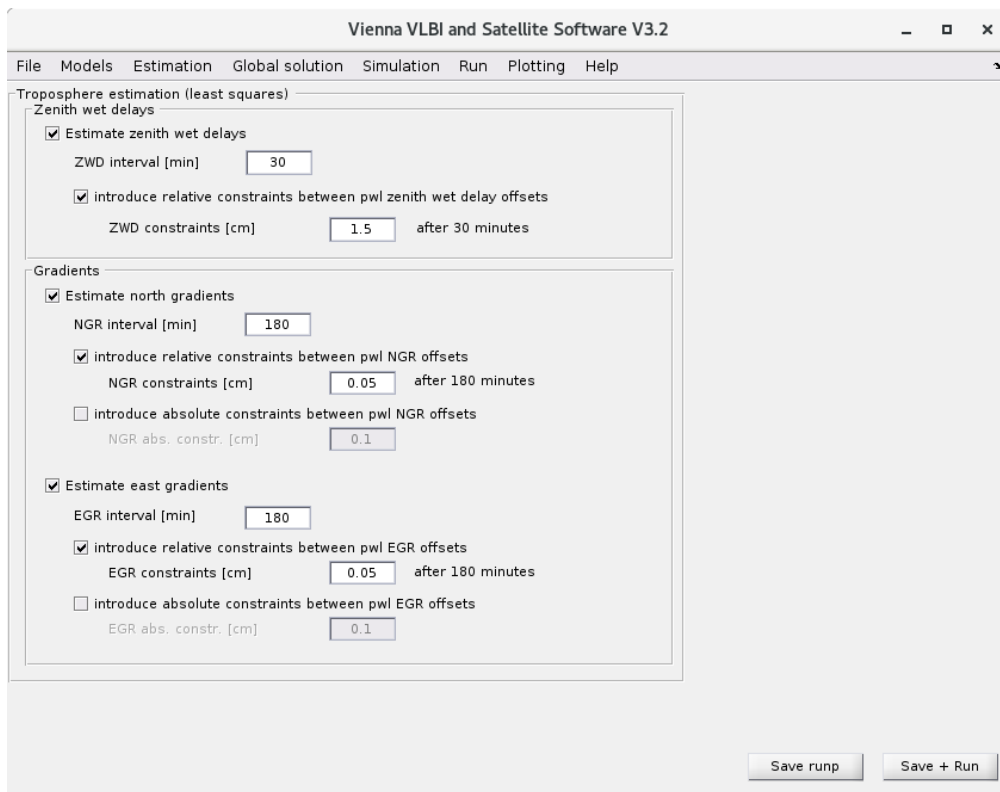 Vienna VLBI and Satellite Software V3.2
File Models Estimation Global solution Simulation Run Plotting Help
Troposphere estimation (least squares)
Zenith wet delays
Estimate zenith wet delays
ZWD interval [min] 30
introduce relative constraints between pwl zenith wet delay offsets
ZWD constraints [cm] 1.5 after 30 minutes
Gradients
Estimate north gradients
NGR interval [min] 180
introduce relative constraints between pwl NGR offsets
NGR constraints [cm] 0.05 after 180 minutes
introduce absolute constraints between pwl NGR offsets
NGR abs. constr. [cm] 0.1
Estimate east gradients
EGR interval [min] 180
introduce relative constraints between pwl EGR offsets
EGR constraints [cm] 0.05 after 180 minutes
introduce absolute constraints between pwl EGR offsets
EGR abs. constr. [cm] 0.1
Save runp Save + Run